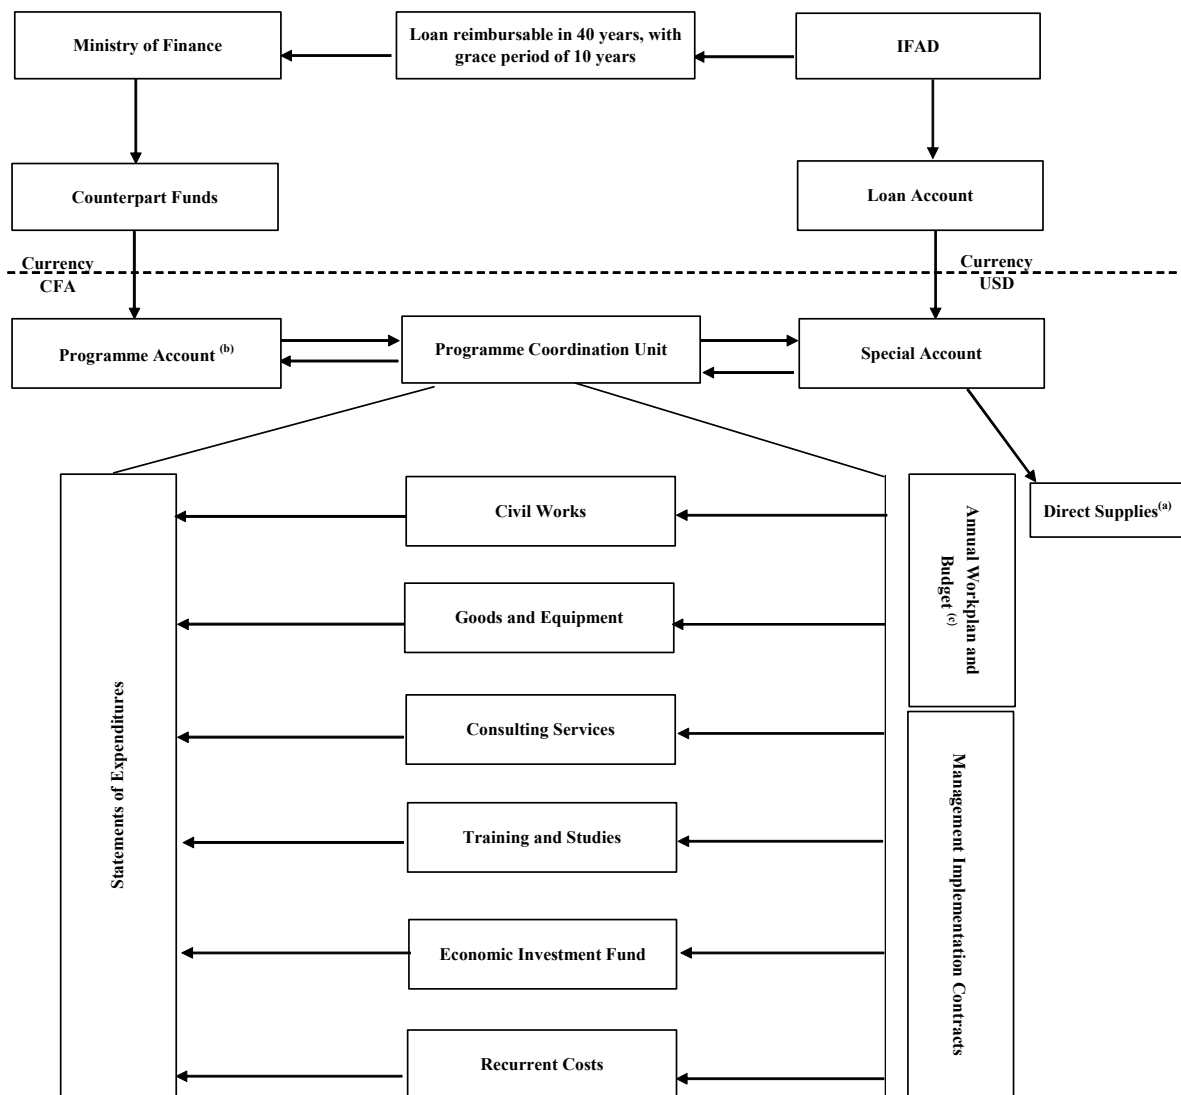 Ministry of Finance
Loan reimbursable in 40 years, with
grace period of 10 years
IFAD
Counterpart Funds
Loan Account
Currency
CFA
Currency
USD
Programme Account (b)
Programme Coordination Unit
Special Account
Direct Supplies(a)
Statements of Expenditures
Civil Works
Goods and Equipment
Consulting Services
Training and Studies
Economic Investment Fund
Recurrent Costs
Annual Workplan and
Budget (c)
Management Implementation Contracts